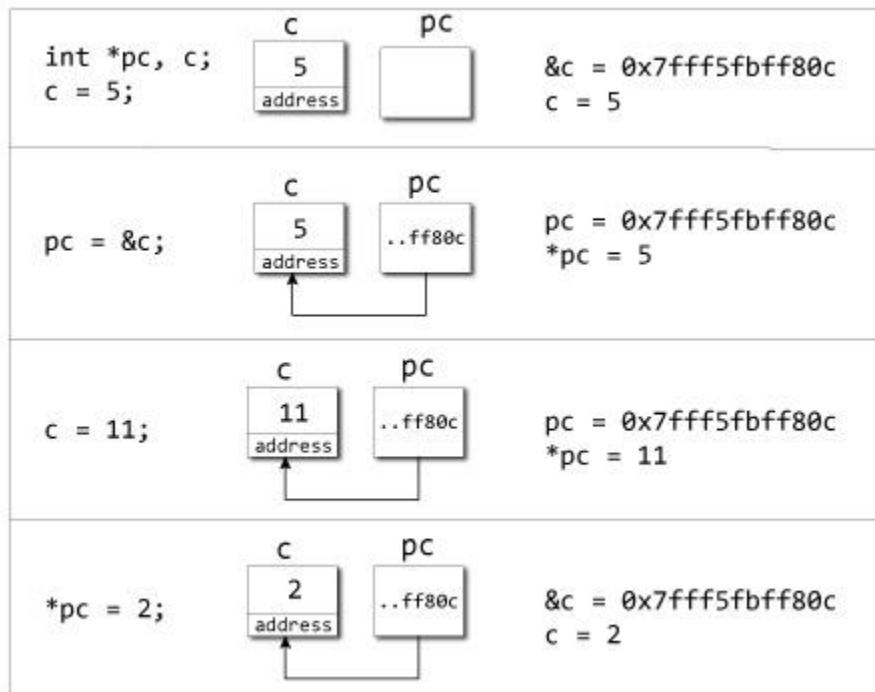 c pc
int *pc, c;
c = 5;
5
address
&c = 0x7fff5fbff80c
c = 5
c pc
pc = &c;
5
address
..ff80c
pc = 0x7fff5fbff80c
*pc = 5
c pc
c = 11;
11
address
..ff80c
pc = 0x7fff5fbff80c
*pc = 11
c pc
*pc = 2;
2
address
..ff80c
&c = 0x7fff5fbff80c
c = 2